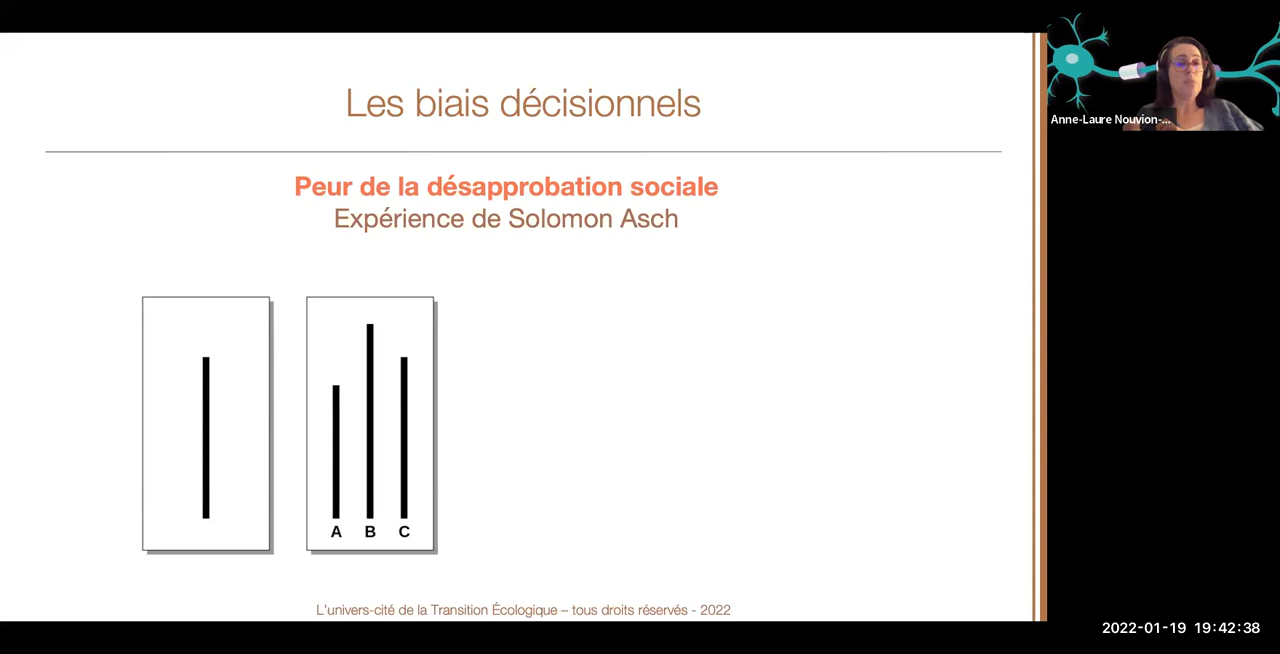 Les biais décisionnels
Peur de la désapprobation sociale
Expérience de Solomon Asch
A B C
L'univers-cité de la Transition Écologique – tous droits réservés - 2022
Anne-Laure Nouvion-...
2022-01-19 19:42:38